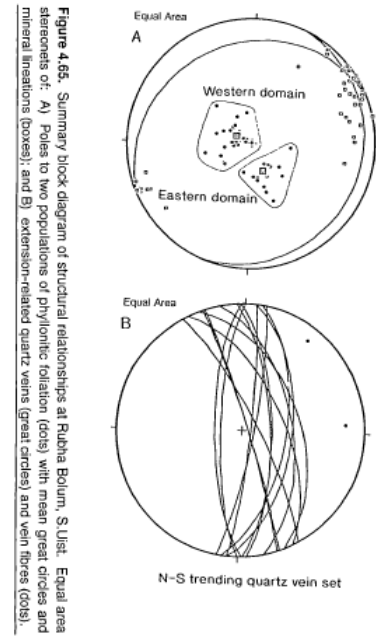 Equal Area
A
Western domain
Eastern domain
Equal Area
B
N-S trending quartz vein set
Figure 4.65. Summary block diagram of structural relationships at Rubha Bolum, S.Uist. Equal area
stereonets of: A) Poles to two populations of phyllonitic foliation (dots) with mean great circles and
mineral lineations (boxes); and B) extension-related quartz veins (great circles) and vein fibres (dots).